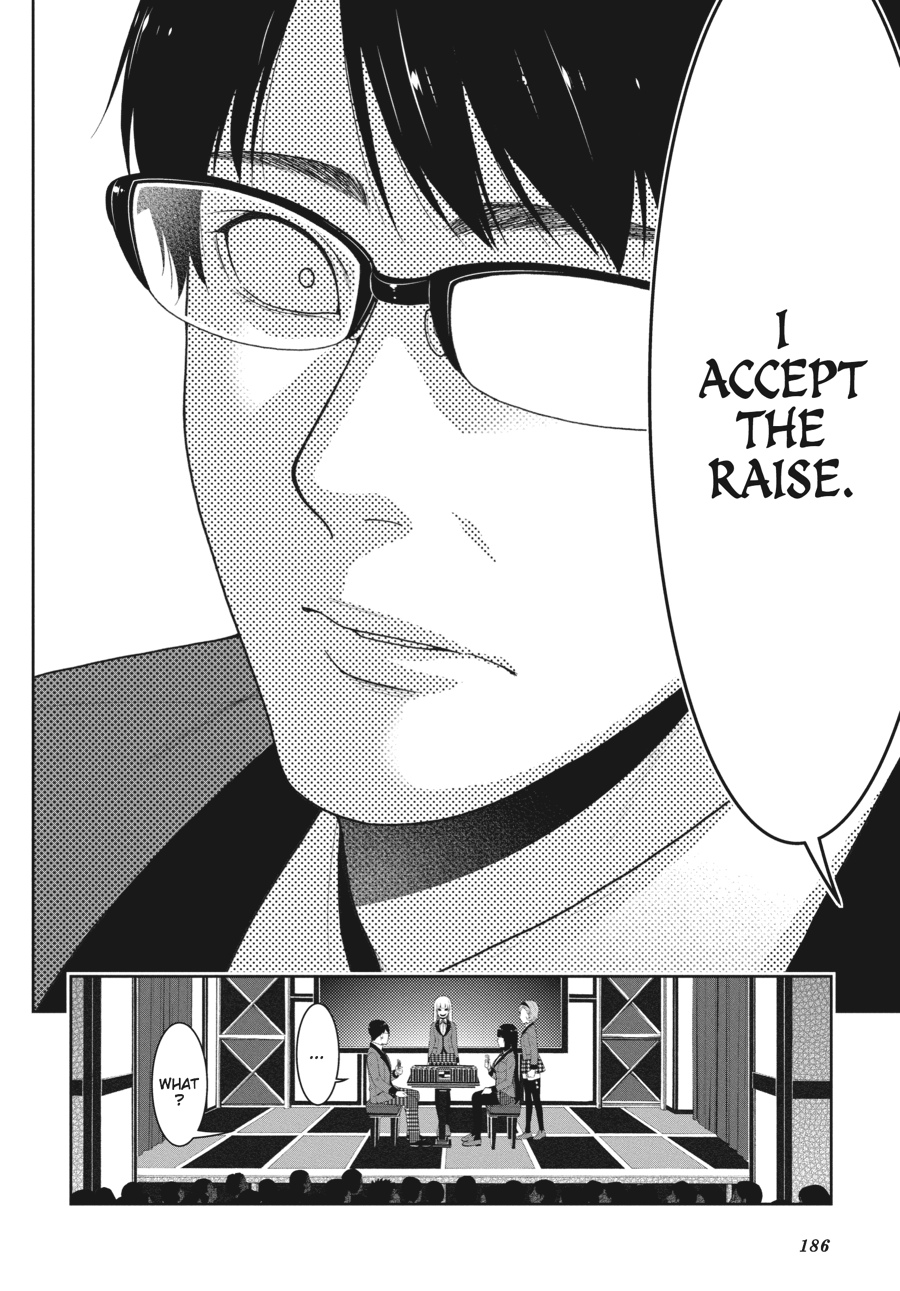 I
ACCEPT
THE
RAISE.
...
WHAT
?
186